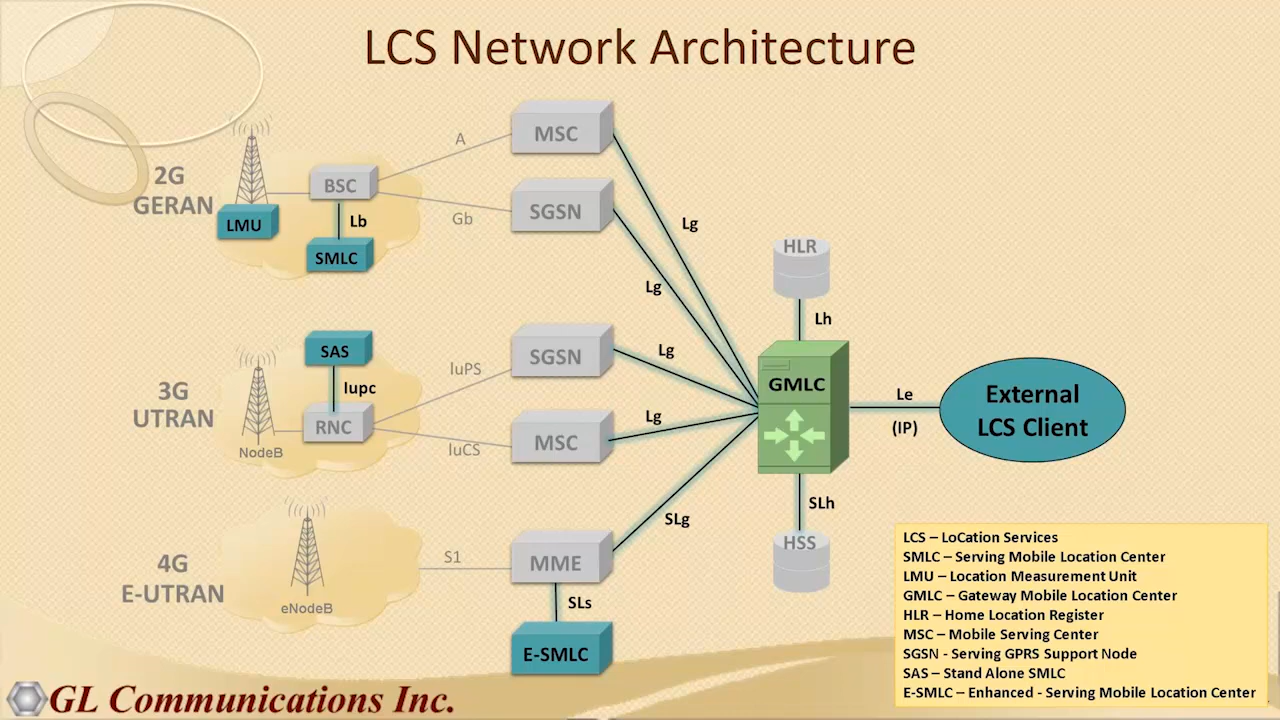 LCS Network Architecture
2G
GERAN
LMU
BSC
Lb
SMLC
A
Gb
MSC
SGSN
Lg
Lg
3G
UTRAN
NodeB
SAS
Iupc
RNC
IuPS
IuCS
SGSN
MSC
Lg
Lg
4G
E-UTRAN
eNodeB
S1
MME
SLs
E-SMLC
SLg
HLR
Lh
GMLC
SLh
HSS
Le
(IP)
External
LCS Client
LCS – LoCation Services
SMLC – Serving Mobile Location Center
LMU – Location Measurement Unit
GMLC – Gateway Mobile Location Center
HLR – Home Location Register
MSC – Mobile Serving Center
SGSN - Serving GPRS Support Node
SAS – Stand Alone SMLC
E-SMLC – Enhanced - Serving Mobile Location Center
GL Communications Inc.